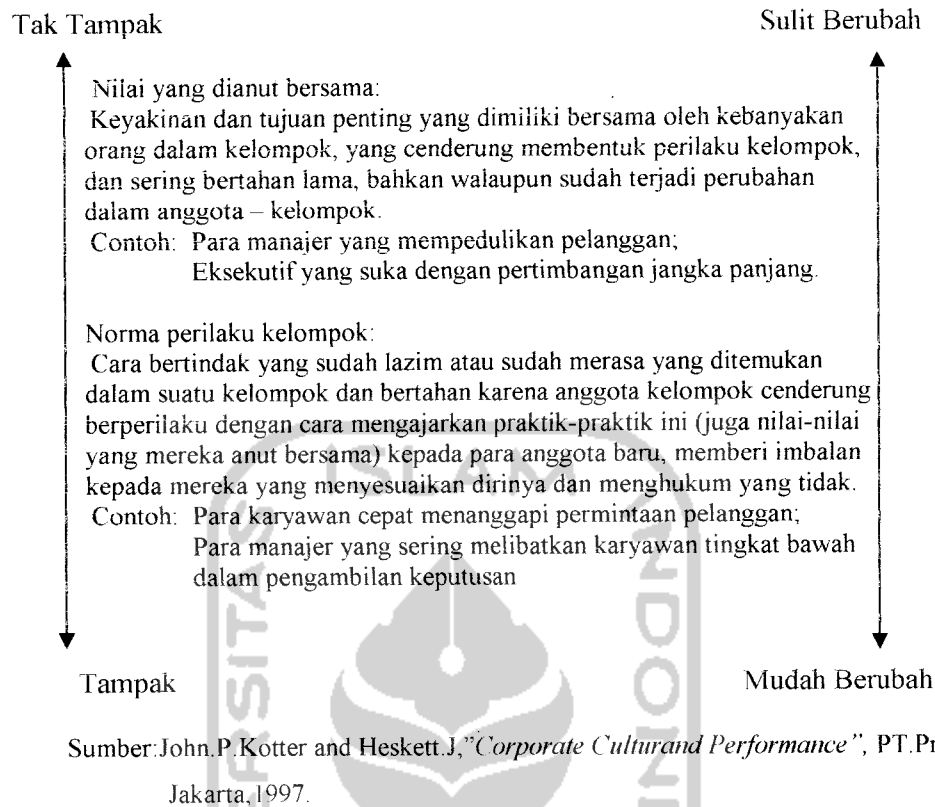 Tak Tampak Sulit Berubah
Nilai yang dianut bersama:
Keyakinan dan tujuan penting yang dimiliki bersama oleh kebanyakan
orang dalam kelompok, yang cenderung membentuk perilaku kelompok,
dan sering bertahan lama, bahkan walaupun sudah terjadi perubahan
dalam anggota – kelompok.
Contoh: Para manajer yang mempedulikan pelanggan;
Eksekutif yang suka dengan pertimbangan jangka panjang.
Norma perilaku kelompok:
Cara bertindak yang sudah lazim atau sudah merasa yang ditemukan
dalam suatu kelompok dan bertahan karena anggota kelompok cenderung
berperilaku dengan cara mengajarkan praktik-praktik ini (juga nilai-nilai
yang mereka anut bersama) kepada para anggota baru, memberi imbalan
kepada mereka yang menyesuaikan dirinya dan menghukum yang tidak.
Contoh: Para karyawan cepat menanggapi permintaan pelanggan;
Para manajer yang sering melibatkan karyawan tingkat bawah
dalam pengambilan keputusan
Tampak Mudah Berubah
Sumber:John.P.Kotter and Heskett.J,"Corporate Culturand Performance", PT.Pr
Jakarta,1997.
ISLAM